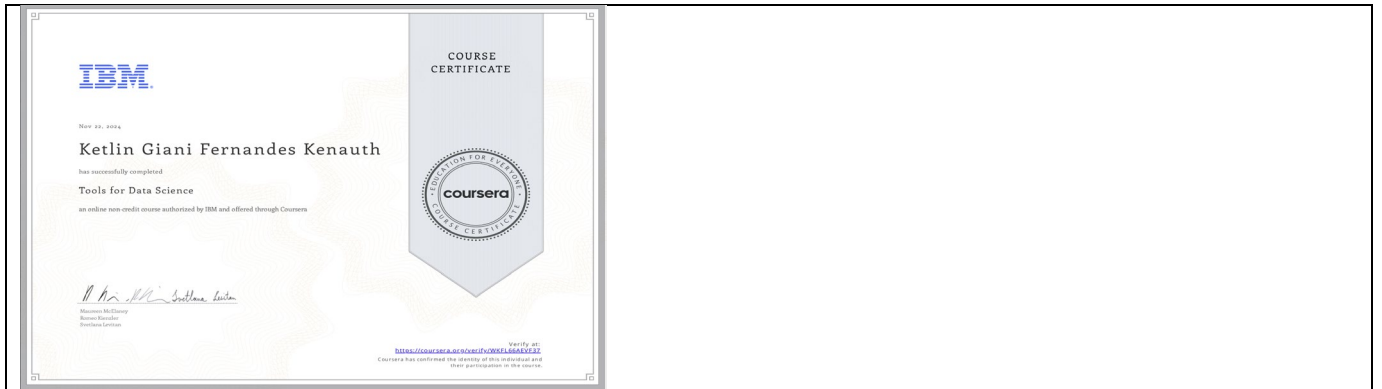 IBM
COURSE
CERTIFICATE
Nov 22, 2024
Ketlin Giani Fernandes Kenauth
has successfully completed
Tools for Data Science
an online non-credit course authorized by IBM and offered through Coursera
EDUCATION FOR EVERYONE
coursera
COURSE CERTIFICATE
Svetlana Levitan
Romeo Kienzler
Svetlana Levitan
Verify at:
https://coursera.org/verify/WKFL66AEVF37
Coursera has confirmed the identity of this individual and
their participation in the course.